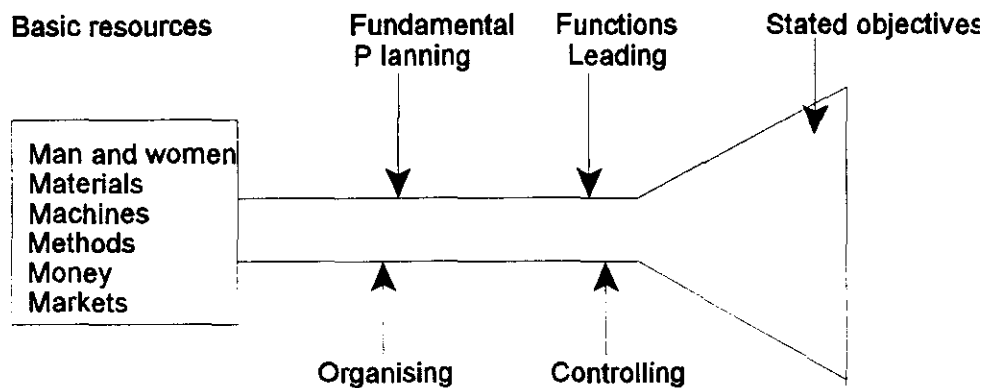 Basic resources
Fundamental Functions
Stated objectives
P lanning
Leading
Man and women
Materials
Machines
Methods
Money
Markets
Organising
Controlling